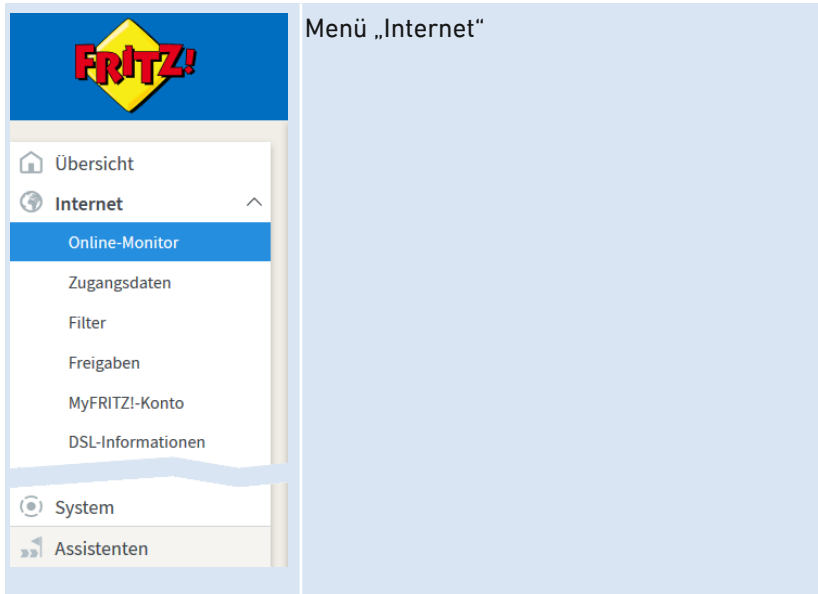 FRITZ!
Menü „Internet“
Übersicht
Internet
Online-Monitor
Zugangsdaten
Filter
Freigaben
MyFRITZ!-Konto
DSL-Informationen
System
Assistenten